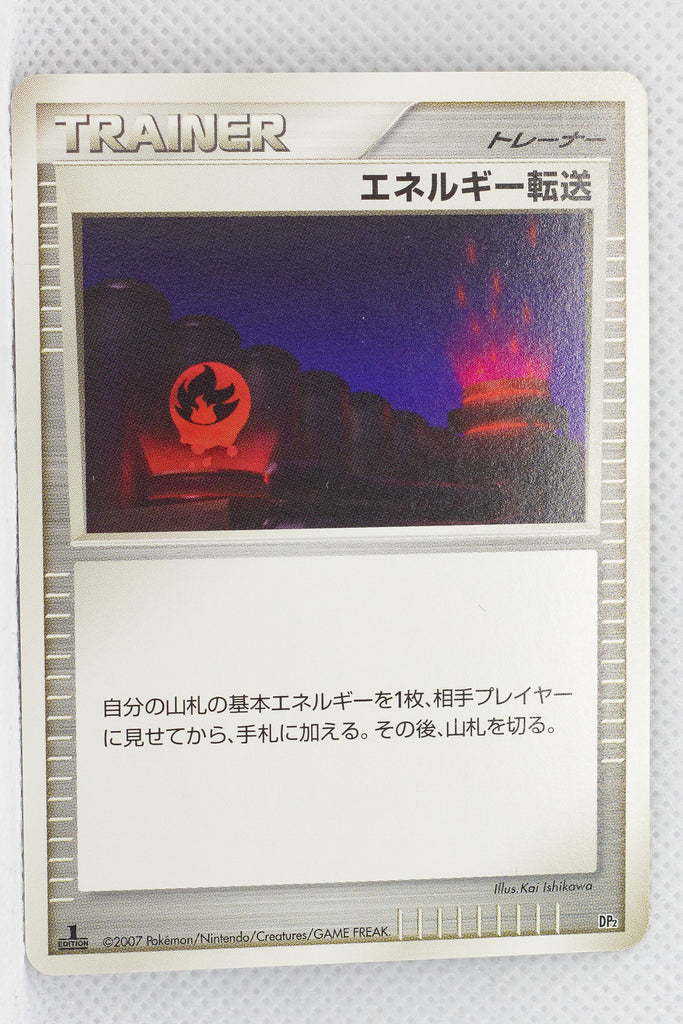 TRAINER
トレーナー
エネルギー転送
自分の山札の基本エネルギーを1枚、相手プレイヤー
に見せてから、手札に加える。その後、山札を切る。
Illus.Kai Ishikawa
1
EDITION
©2007 Pokémon/Nintendo/Creatures/GAME FREAK.
DP2